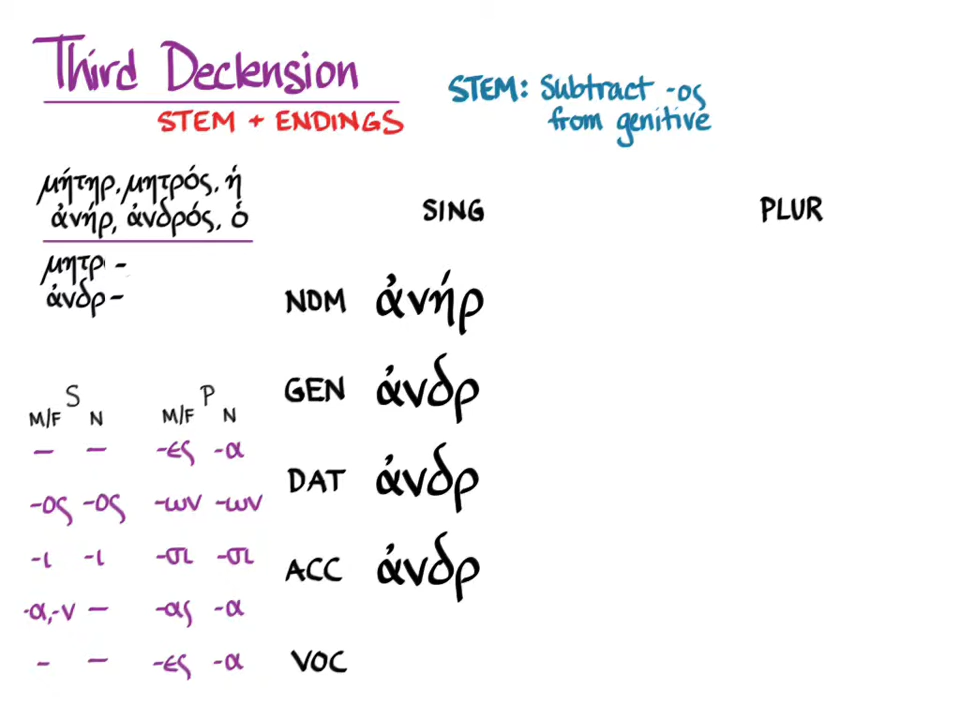 Third Declension
STEM + ENDINGS
STEM: Subtract -ος
from genitive
μήτηρ, μητρός, ἡ
ἀνήρ, ἀνδρός, ὁ
μητρ -
ἀνδρ -
SING PLUR
NOM ἀνήρ
GEN ἀνδρ
DAT ἀνδρ
ACC ἀνδρ
VOC
S P
M/F N M/F N
- - -ες -α
-ος -ος -ων -ων
-ι -ι -σι -σι
-α,-ν - -ας -α
- - -ες -α